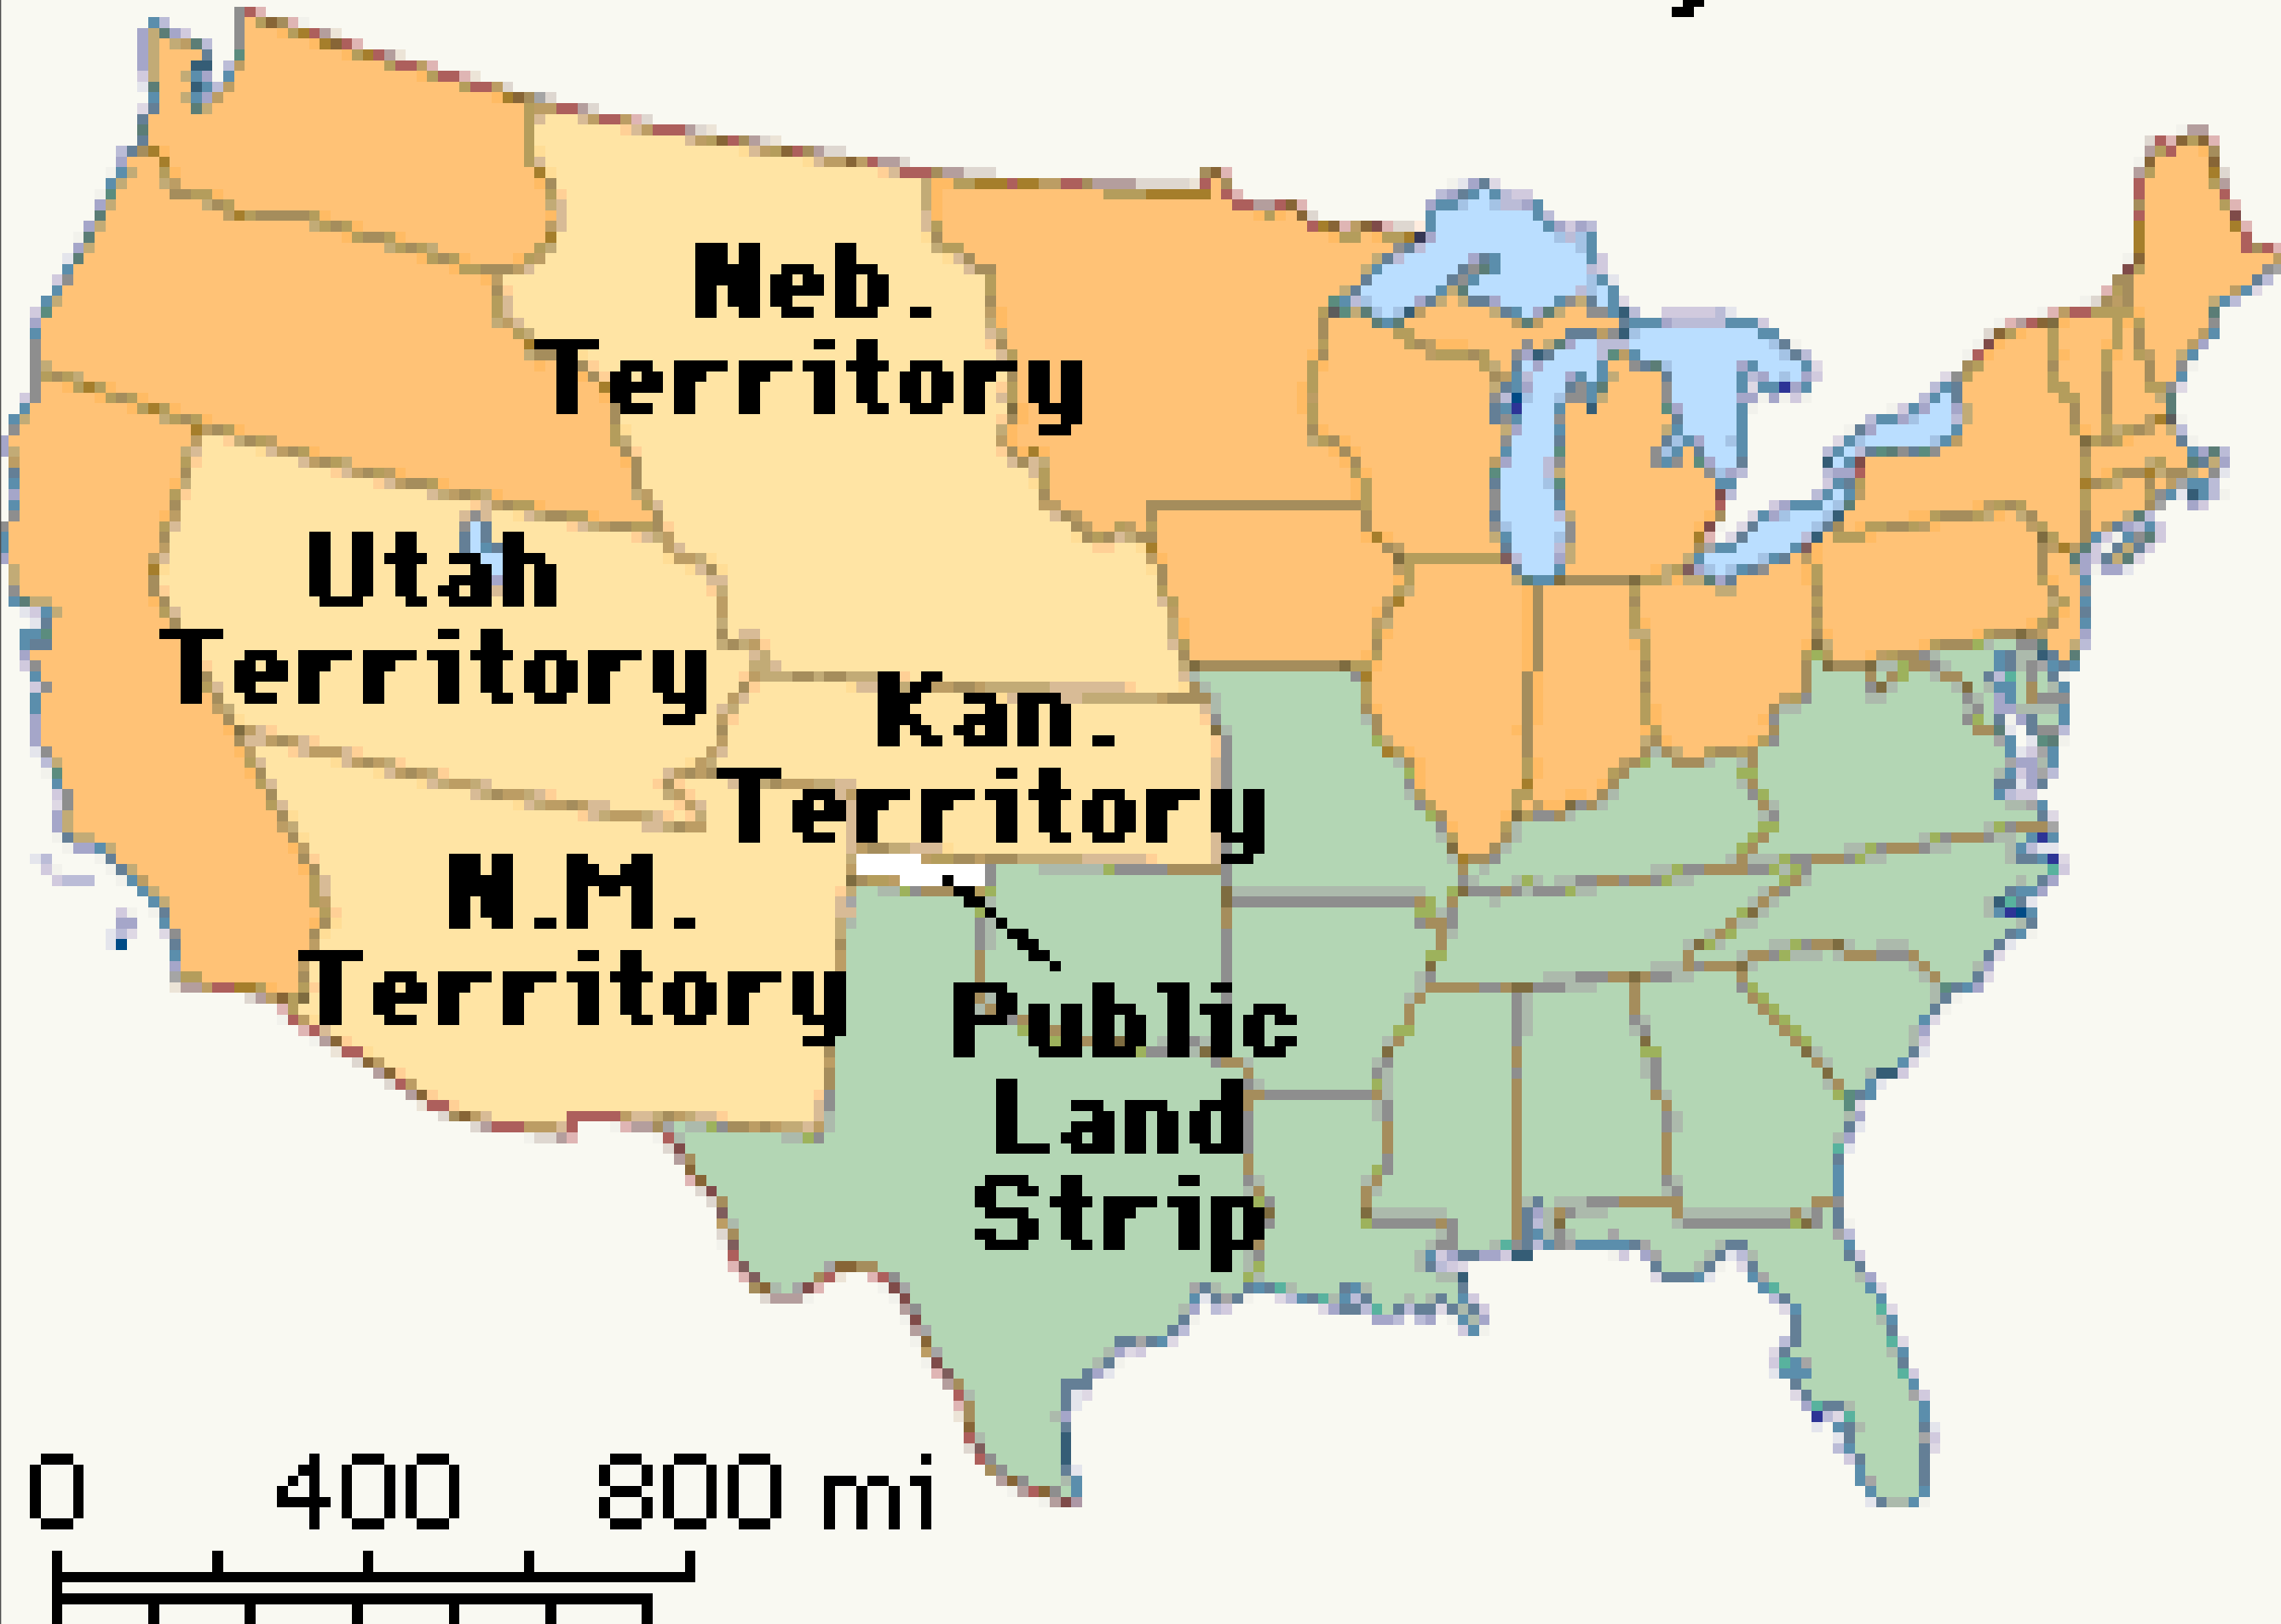 Neb.
Territory
Utah
Territory
Kan.
Territory
N.M.
Territory
Public
Land
Strip
0 400 800 mi